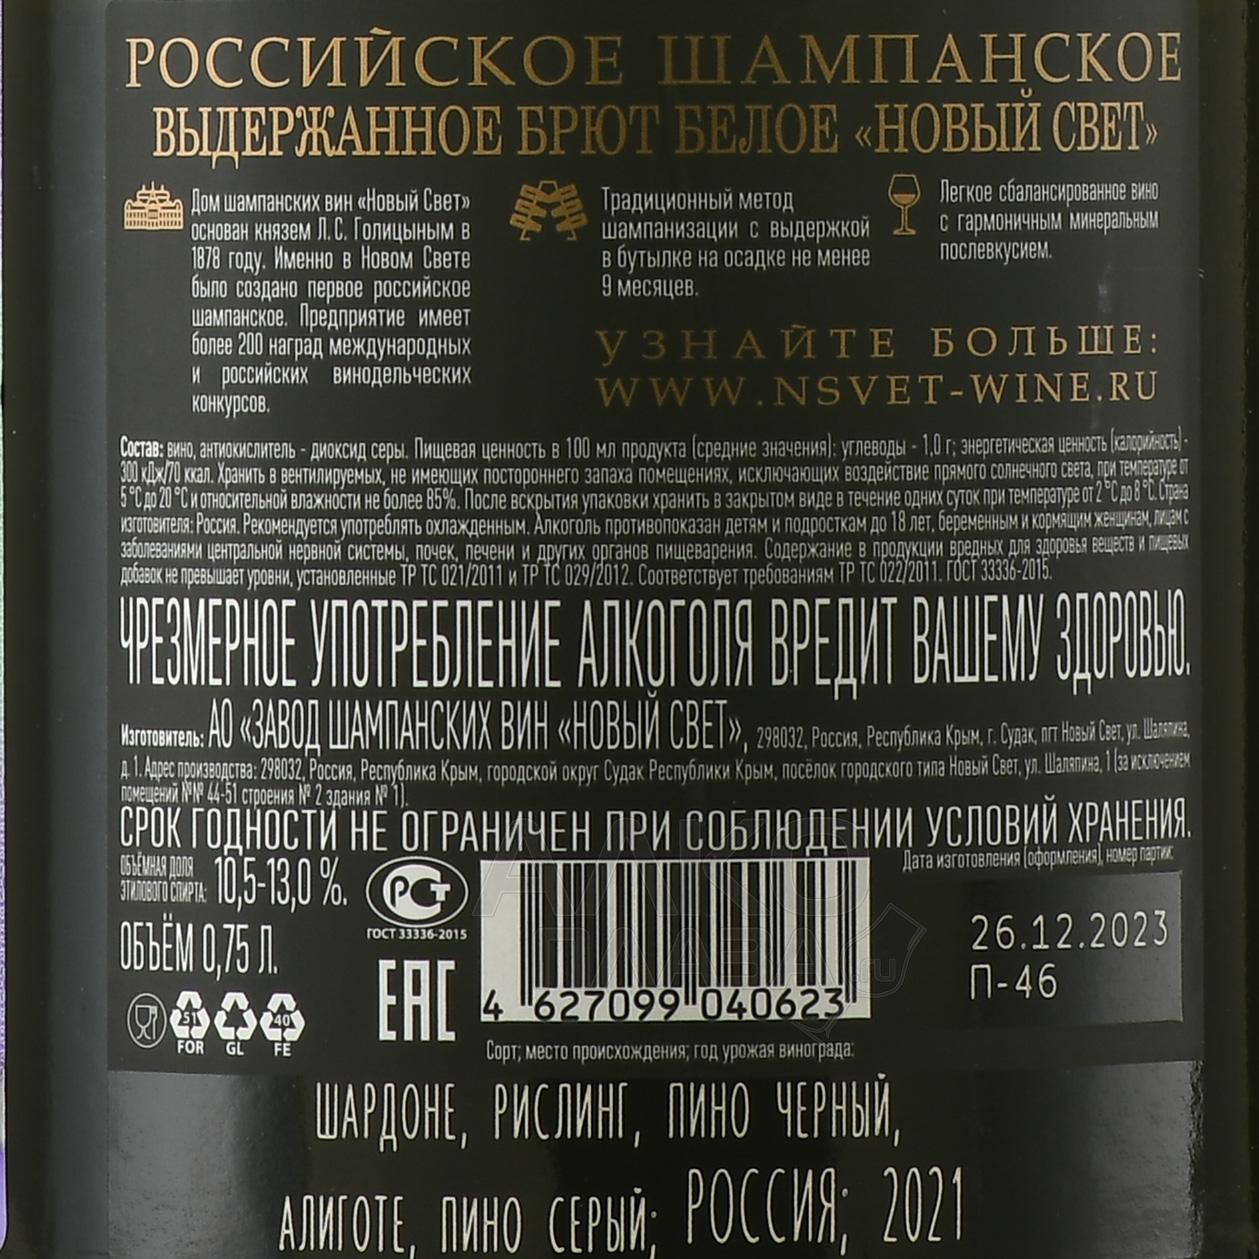 РОССИЙСКОЕ ШАМПАНСКОЕ
ВЫДЕРЖАННОЕ БРЮТ БЕЛОЕ «НОВЫЙ СВЕТ»
Дом шампанских вин «Новый Свет»
основан князем Л. С. Голицыным в
1878 году. Именно в Новом Свете
было создано первое российское
шампанское. Предприятие имеет
более 200 наград международных
и российских винодельческих
конкурсов.
Традиционный метод
шампанизации с выдержкой
в бутылке на осадке не менее
9 месяцев.
Легкое сбалансированное вино
с гармоничным минеральным
послевкусием.
УЗНАЙТЕ БОЛЬШЕ:
WWW.NSVET-WINE.RU
Состав: вино, антиокислитель - диоксид серы. Пищевая ценность в 100 мл продукта (средние значения): углеводы - 1,0 г; энергетическая ценность (калорийность) -
300 кДж/70 ккал. Хранить в вентилируемых, не имеющих постороннего запаха помещениях, исключающих воздействие прямого солнечного света, при температуре от
5 °С до 20 °С и относительной влажности не более 85%. После вскрытия упаковки хранить в закрытом виде в течение одних суток при температуре от 2 °С до 8 °С. Страна
изготовителя: Россия. Рекомендуется употреблять охлажденным. Алкоголь противопоказан детям и подросткам до 18 лет, беременным и кормящим женщинам, лицам с
заболеваниями центральной нервной системы, почек, печени и других органов пищеварения. Содержание в продукции вредных для здоровья веществ и пищевых
добавок не превышает уровни, установленные ТР ТС 021/2011 и ТР ТС 029/2012. Соответствует требованиям ТР ТС 022/2011. ГОСТ 33336-2015.
ЧРЕЗМЕРНОЕ УПОТРЕБЛЕНИЕ АЛКОГОЛЯ ВРЕДИТ ВАШЕМУ ЗДОРОВЬЮ.
Изготовитель: АО «ЗАВОД ШАМПАНСКИХ ВИН «НОВЫЙ СВЕТ», 298032, Россия, Республика Крым, г. Судак, пгт Новый Свет, ул. Шаляпина,
д. 1. Адрес производства: 298032, Россия, Республика Крым, городской округ Судак Республики Крым, посёлок городского типа Новый Свет, ул. Шаляпина, 1 (за исключением
помещений №№ 44-51 строения № 2 здания № 1).
СРОК ГОДНОСТИ НЕ ОГРАНИЧЕН ПРИ СОБЛЮДЕНИИ УСЛОВИЙ ХРАНЕНИЯ.
Дата изготовления (оформления), номер партии:
ОБЪЁМНАЯ ДОЛЯ
ЭТИЛОВОГО СПИРТА: 10,5-13,0 %.
РСТ
ГОСТ 33336-2015
26.12.2023
П-46
ОБЪЁМ 0,75 Л.
ЕАС
4 627099 040623
51 40
FOR GL FE
АЛКО
ПЛАЗА.ru
Сорт; место происхождения; год урожая винограда:
ШАРДОНЕ, РИСЛИНГ, ПИНО ЧЕРНЫЙ,
АЛИГОТЕ, ПИНО СЕРЫЙ; РОССИЯ; 2021